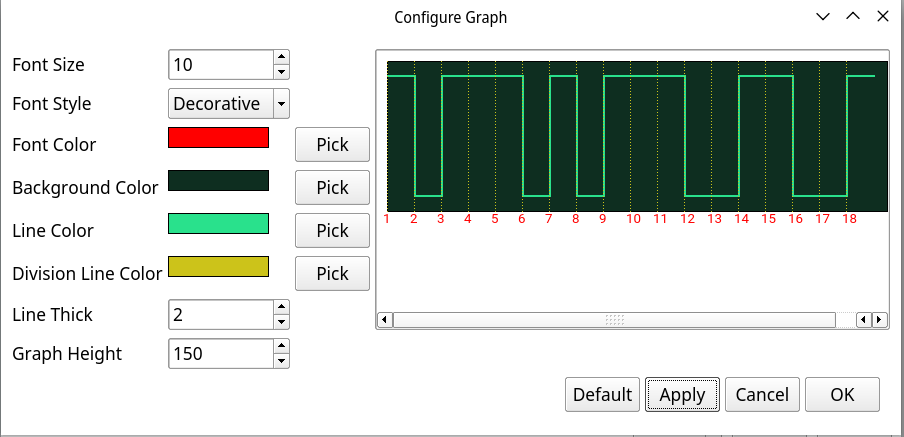 Configure Graph
Font Size 10
Font Style Decorative
Font Color Pick
Background Color Pick
Line Color Pick
Division Line Color Pick
Line Thick 2
Graph Height 150
1 2 3 4 5 6 7 8 9 10 11 12 13 14 15 16 17 18
Default Apply Cancel OK